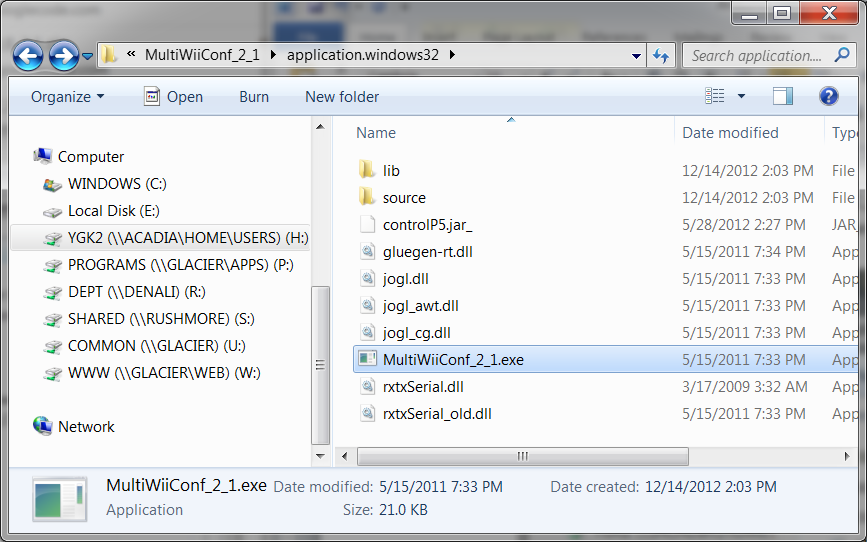 « MultiWiiConf_2_1 application.windows32 Search application....
Organize Open Burn New folder ?
Name Date modified Type
Computer
WINDOWS (C:)
Local Disk (E:)
YGK2 (\\ACADIA\HOME\USERS) (H:)
PROGRAMS (\\GLACIER\APPS) (P:)
DEPT (\\DENALI) (R:)
SHARED (\\RUSHMORE) (S:)
COMMON (\\GLACIER) (U:)
WWW (\\GLACIER\WEB) (W:)
Network
lib 12/14/2012 2:03 PM File
source 12/14/2012 2:03 PM File
controlP5.jar_ 5/28/2012 2:27 PM JAR_
gluegen-rt.dll 5/15/2011 7:34 PM App
jogl.dll 5/15/2011 7:33 PM App
jogl_awt.dll 5/15/2011 7:33 PM App
jogl_cg.dll 5/15/2011 7:33 PM App
MultiWiiConf_2_1.exe 5/15/2011 7:33 PM App
rxtxSerial.dll 3/17/2009 3:32 AM App
rxtxSerial_old.dll 5/15/2011 7:33 PM App
MultiWiiConf_2_1.exe Date modified: 5/15/2011 7:33 PM Date created: 12/14/2012 2:03 PM
Application Size: 21.0 KB